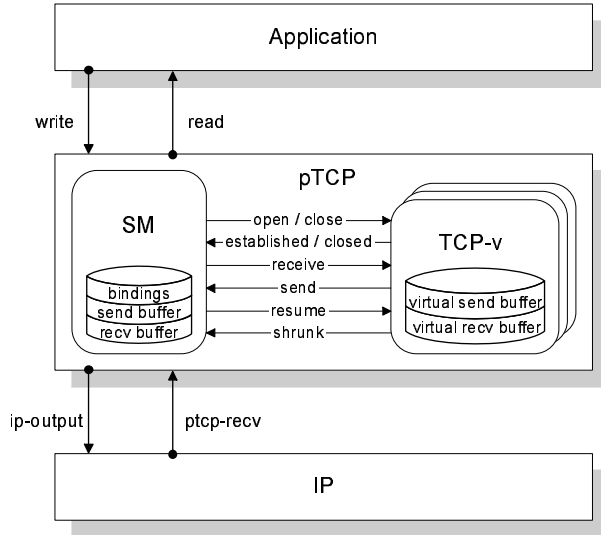 Application
write
read
pTCP
SM
open / close
established / closed
TCP-v
receive
bindings
send
virtual send buffer
send buffer
resume
recv buffer
shrunk
virtual recv buffer
ip-output
ptcp-recv
IP